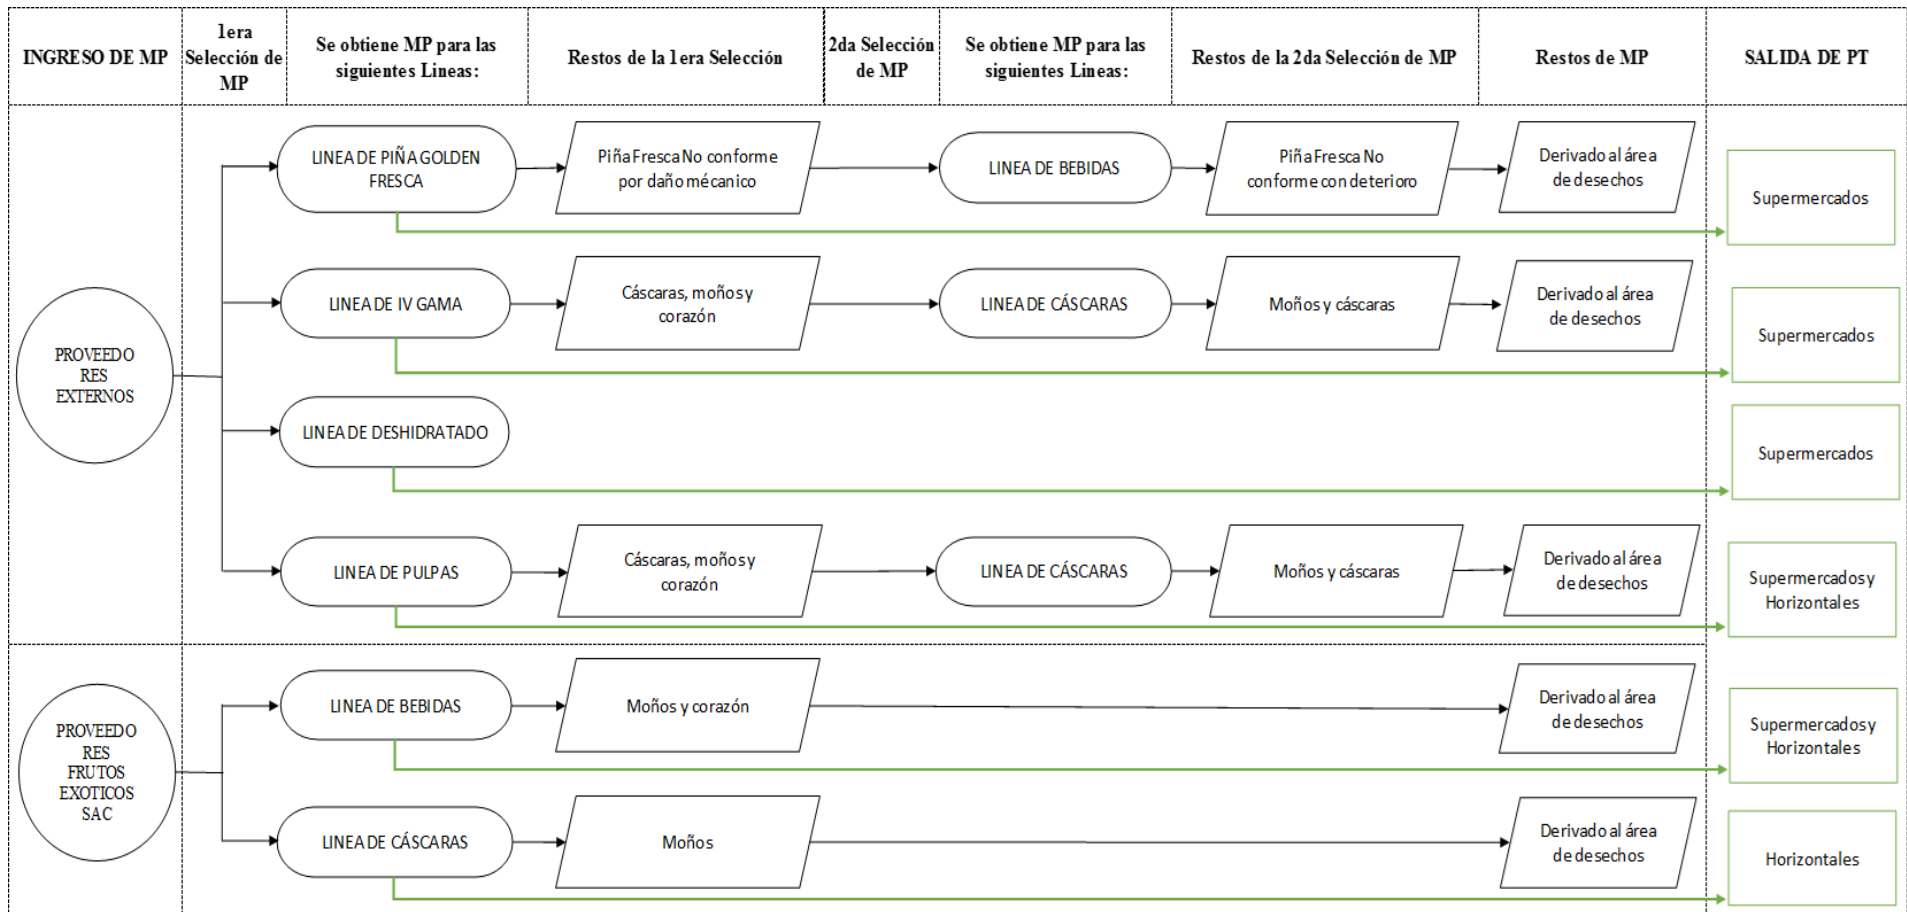 INGRESO DE MP
1era
Selección de
MP
Se obtiene MP para las
siguientes Lineas:
Restos de la 1era Selección
2da Selección
de MP
Se obtiene MP para las
siguientes Lineas:
Restos de la 2da Selección de MP
Restos de MP
SALIDA DE PT
PROVEEDO
RES
EXTERNOS
LINEA DE PIÑA GOLDEN
FRESCA
Piña Fresca No conforme
por daño mécanico
LINEA DE BEBIDAS
Piña Fresca No
conforme con deterioro
Derivado al área
de desechos
Supermercados
LINEA DE IV GAMA
Cáscaras, moños y
corazón
LINEA DE CÁSCARAS
Moños y cáscaras
Derivado al área
de desechos
Supermercados
LINEA DE DESHIDRATADO
Supermercados
LINEA DE PULPAS
Cáscaras, moños y
corazón
LINEA DE CÁSCARAS
Moños y cáscaras
Derivado al área
de desechos
Supermercados y
Horizontales
PROVEEDO
RES
FRUTOS
EXOTICOS
SAC
LINEA DE BEBIDAS
Moños y corazón
Derivado al área
de desechos
Supermercados y
Horizontales
LINEA DE CÁSCARAS
Moños
Derivado al área
de desechos
Horizontales